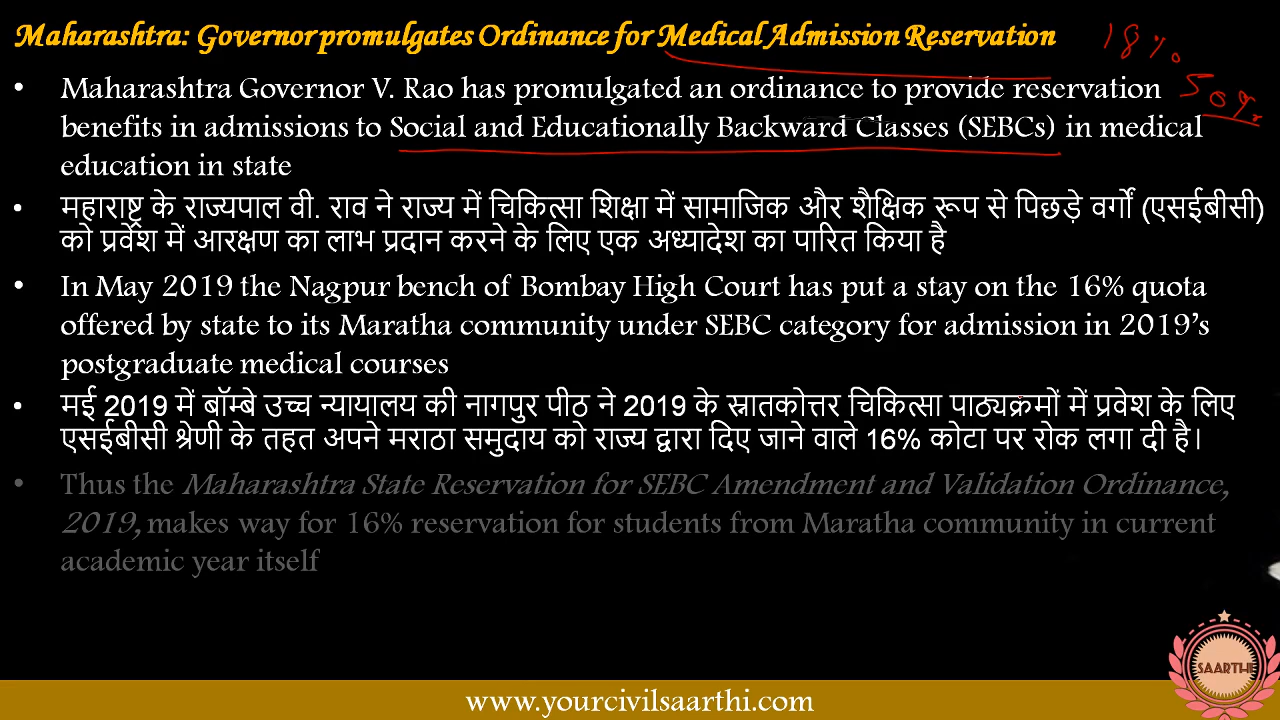 Maharashtra: Governor promulgates Ordinance for Medical Admission Reservation
18%
50%
• Maharashtra Governor V. Rao has promulgated an ordinance to provide reservation
benefits in admissions to Social and Educationally Backward Classes (SEBCs) in medical
education in state
• महाराष्ट्र के राज्यपाल वी. राव ने राज्य में चिकित्सा शिक्षा में सामाजिक और शैक्षिक रूप से पिछड़े वर्गों (एसईबीसी)
को प्रवेश में आरक्षण का लाभ प्रदान करने के लिए एक अध्यादेश का पारित किया है
• In May 2019 the Nagpur bench of Bombay High Court has put a stay on the 16% quota
offered by state to its Maratha community under SEBC category for admission in 2019’s
postgraduate medical courses
• मई 2019 में बॉम्बे उच्च न्यायालय की नागपुर पीठ ने 2019 के स्नातकोत्तर चिकित्सा पाठ्यक्रमों में प्रवेश के लिए
एसईबीसी श्रेणी के तहत अपने मराठा समुदाय को राज्य द्वारा दिए जाने वाले 16% कोटा पर रोक लगा दी है।
• Thus the Maharashtra State Reservation for SEBC Amendment and Validation Ordinance,
2019, makes way for 16% reservation for students from Maratha community in current
academic year itself
SAARTHI
www.yourcivilsaarthi.com